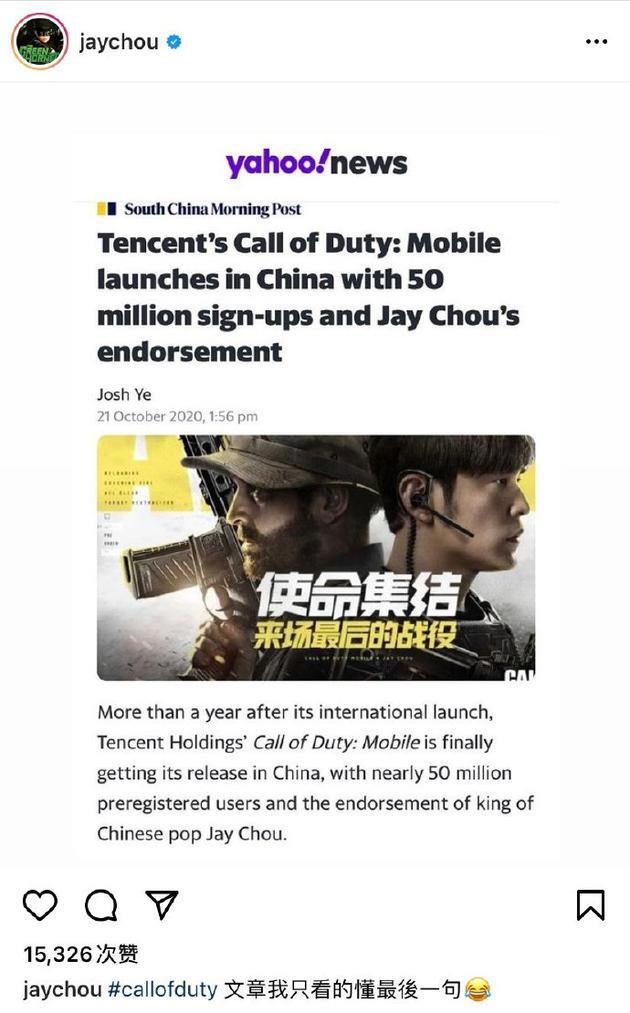 jaychou
yahoo!news
South China Morning Post
Tencent's Call of Duty: Mobile
launches in China with 50
million sign-ups and Jay Chou's
endorsement
Josh Ye
21 October 2020, 1:56 pm
使命集结
来场最后的战役
CALL OF DUTY MOBILE X JAY CHOU
More than a year after its international launch,
Tencent Holdings' Call of Duty: Mobile is finally
getting its release in China, with nearly 50 million
preregistered users and the endorsement of king of
Chinese pop Jay Chou.
15,326次赞
jaychou #callofduty 文章我只看的懂最後一句😂